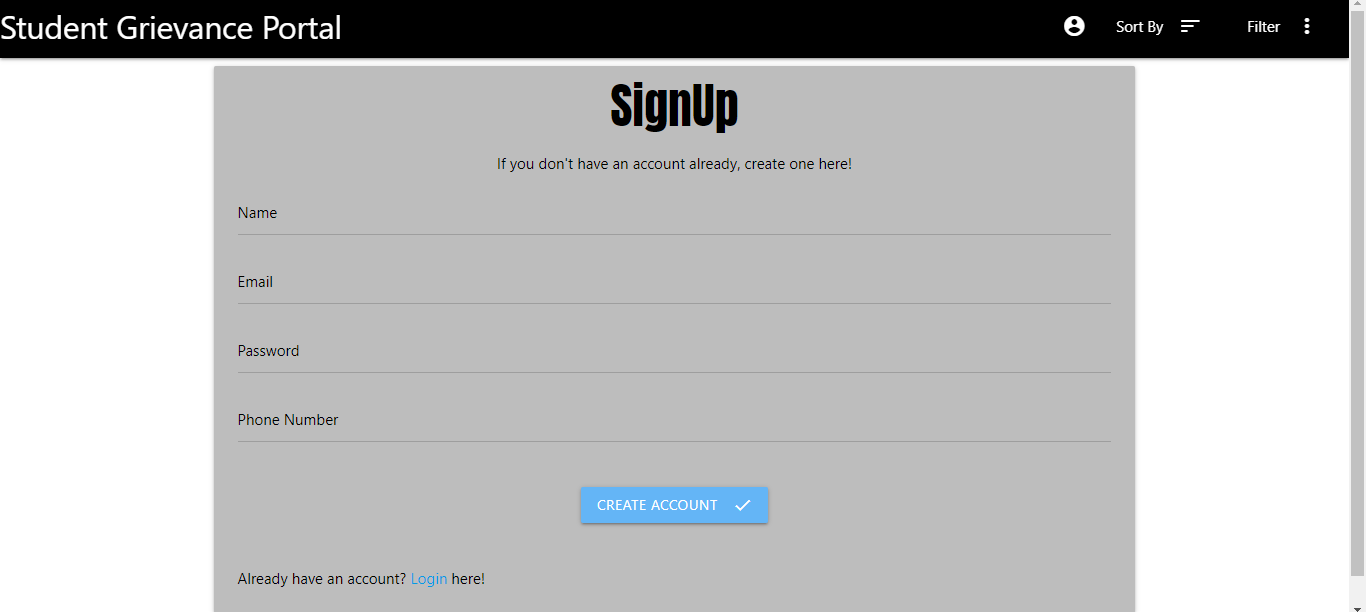 Student Grievance Portal
Sort By
Filter
SignUp
If you don't have an account already, create one here!
Name
Email
Password
Phone Number
CREATE ACCOUNT
Already have an account? Login here!